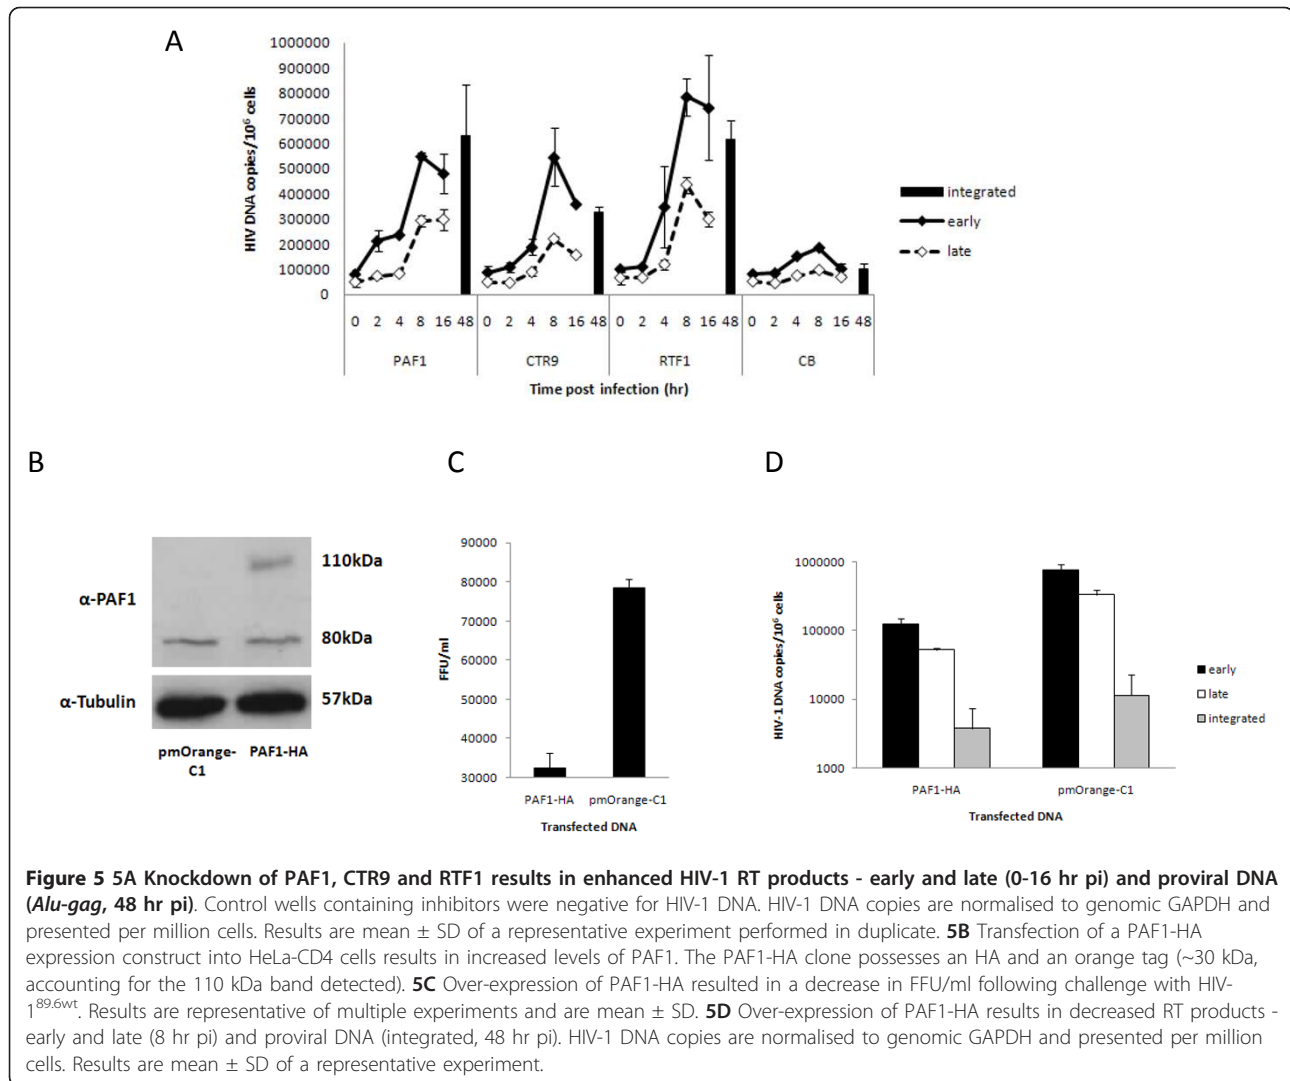 A
1000000
900000
800000
700000
600000
500000
400000
300000
200000
100000
0
HIV DNA copies/10⁶ cells
0 2 4 8 16 48 0 2 4 8 16 48 0 2 4 8 16 48 0 2 4 8 16 48
PAF1 CTR9 RTF1 CB
Time post infection (hr)
integrated
early
late
B
α-PAF1
α-Tubulin
110kDa
80kDa
57kDa
pmOrange-
C1
PAF1-HA
C
90000
80000
70000
60000
50000
40000
30000
FFU/ml
PAF1-HA pmOrange-C1
Transfected DNA
D
1000000
100000
10000
1000
HIV-1 DNA copies/10⁶ cells
PAF1-HA pmOrange-C1
Transfected DNA
early
late
integrated
Figure 5 5A Knockdown of PAF1, CTR9 and RTF1 results in enhanced HIV-1 RT products - early and late (0-16 hr pi) and proviral DNA
(Alu-gag, 48 hr pi). Control wells containing inhibitors were negative for HIV-1 DNA. HIV-1 DNA copies are normalised to genomic GAPDH and
presented per million cells. Results are mean ± SD of a representative experiment performed in duplicate. 5B Transfection of a PAF1-HA
expression construct into HeLa-CD4 cells results in increased levels of PAF1. The PAF1-HA clone possesses an HA and an orange tag (~30 kDa,
accounting for the 110 kDa band detected). 5C Over-expression of PAF1-HA resulted in a decrease in FFU/ml following challenge with HIV-
1⁸⁹·⁶ʷᵗ. Results are representative of multiple experiments and are mean ± SD. 5D Over-expression of PAF1-HA results in decreased RT products -
early and late (8 hr pi) and proviral DNA (integrated, 48 hr pi). HIV-1 DNA copies are normalised to genomic GAPDH and presented per million
cells. Results are mean ± SD of a representative experiment.